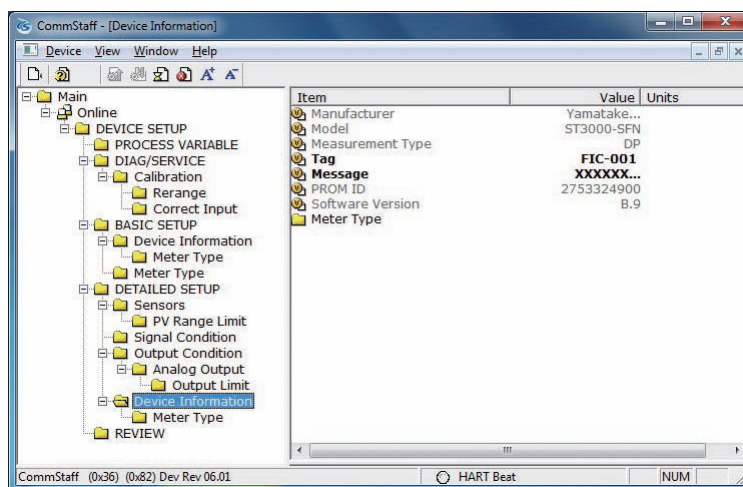 CommStaff - [Device Information]
Device View Window Help
Main
Online
DEVICE SETUP
PROCESS VARIABLE
DIAG/SERVICE
Calibration
Rerange
Correct Input
BASIC SETUP
Device Information
Meter Type
Meter Type
DETAILED SETUP
Sensors
PV Range Limit
Signal Condition
Output Condition
Analog Output
Output Limit
Device Information
Meter Type
REVIEW
Item Value Units
Manufacturer Yamatake...
Model ST3000-SFN
Measurement Type DP
Tag FIC-001
Message XXXXXX...
PROM ID 2753324900
Software Version B.9
Meter Type
CommStaff (0x36) (0x82) Dev Rev 06.01 HART Beat NUM